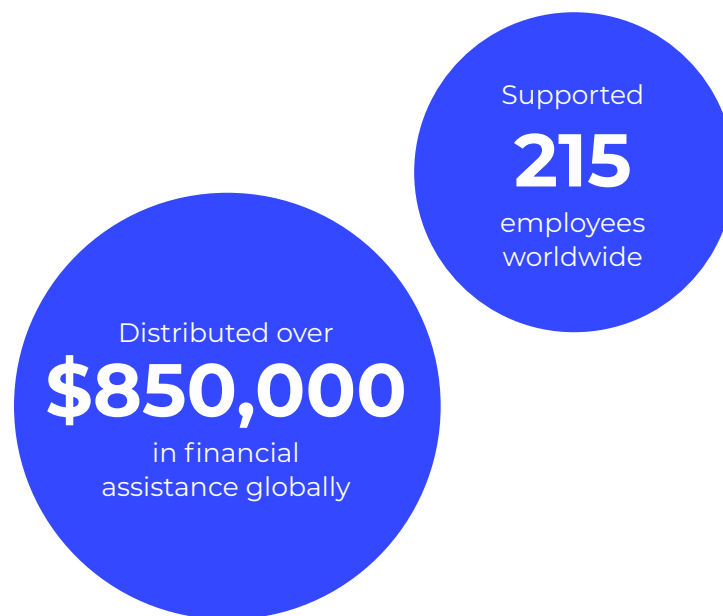 Supported
215
employees
worldwide
Distributed over
$850,000
in financial
assistance globally